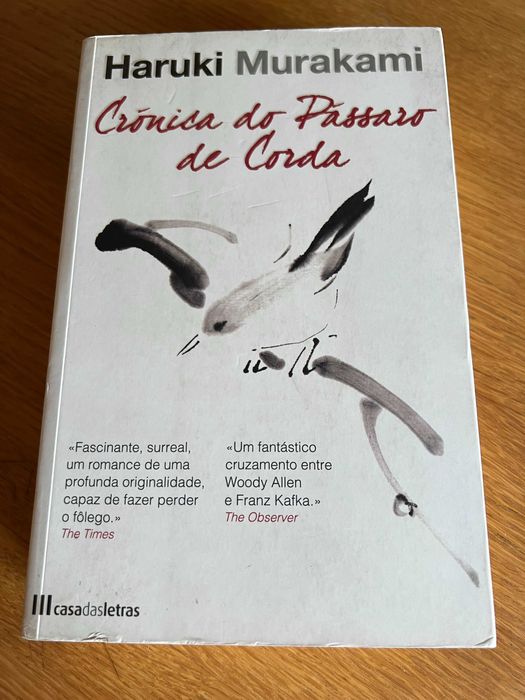 Haruki Murakami
Crónica do Pássaro
de Corda
«Fascinante, surreal,
um romance de uma
profunda originalidade,
capaz de fazer perder
o fôlego.»
The Times
«Um fantástico
cruzamento entre
Woody Allen
e Franz Kafka.»
The Observer
casadasletras